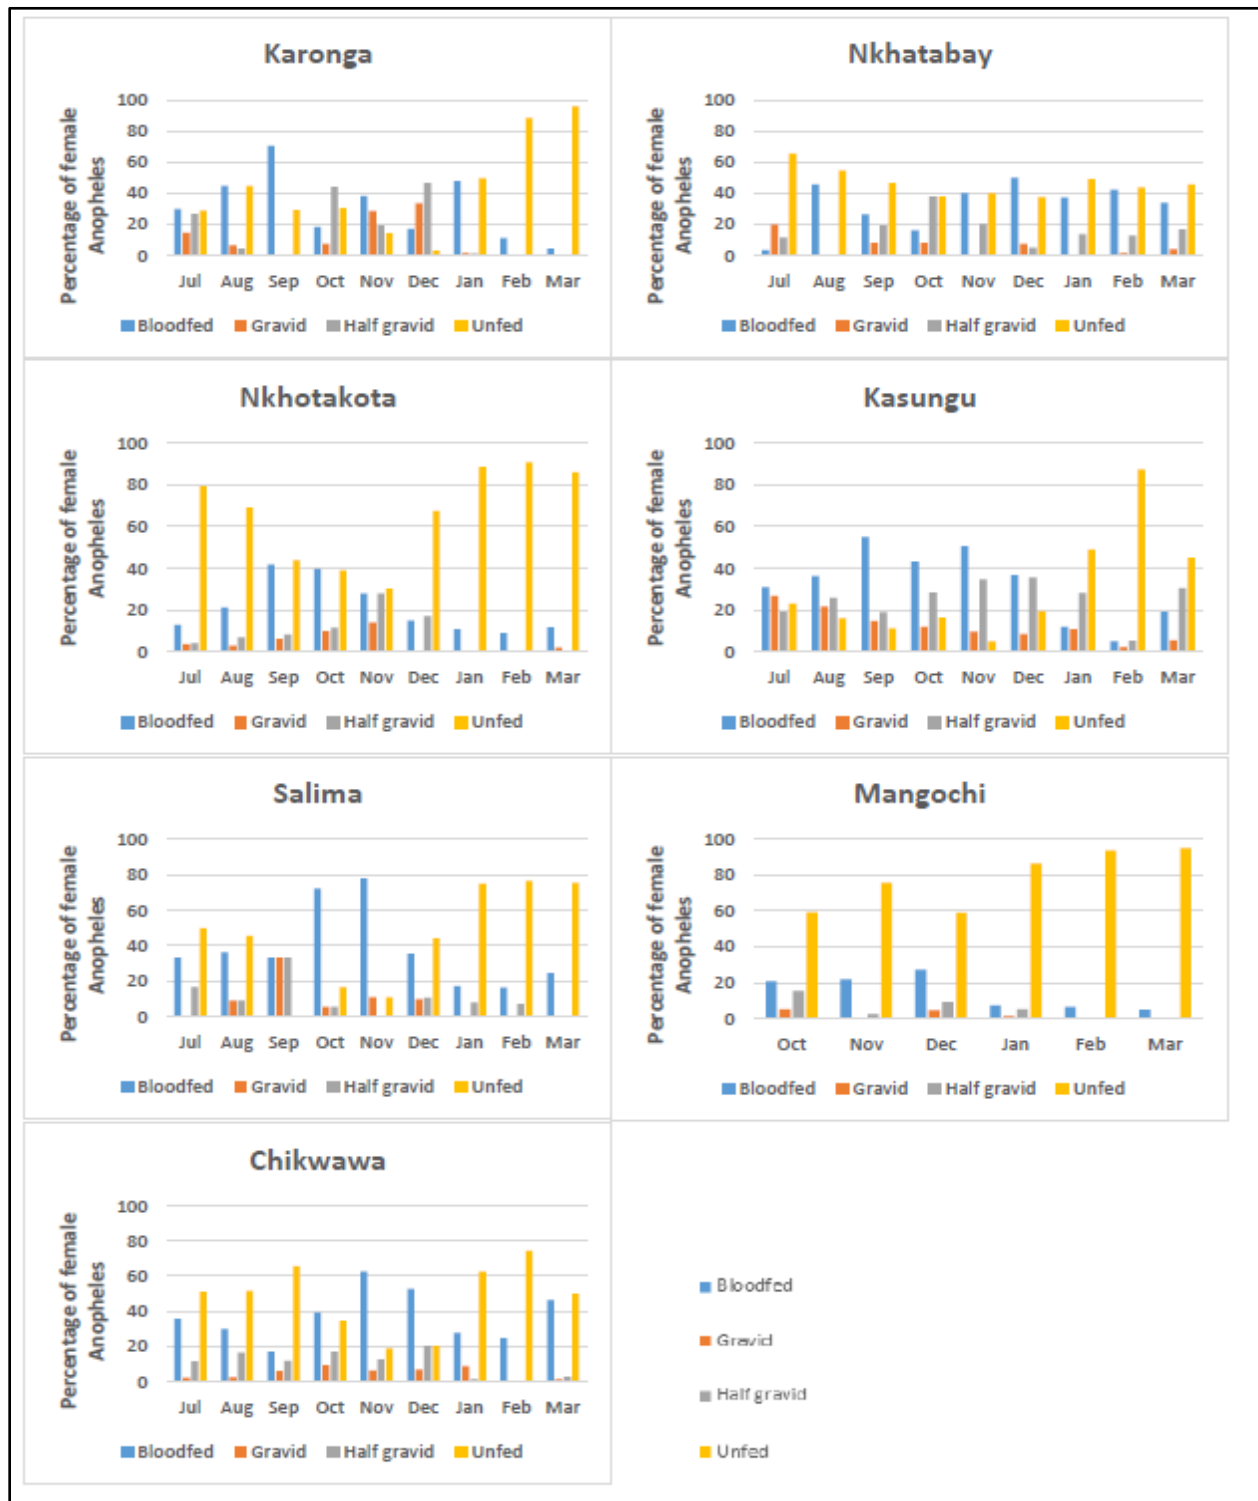 Karonga
Percentage of female
Anopheles
100
80
60
40
20
0
Jul Aug Sep Oct Nov Dec Jan Feb Mar
Bloodfed Gravid Half gravid Unfed
Nkhatabay
Percentage of female
Anopheles
100
80
60
40
20
0
Jul Aug Sep Oct Nov Dec Jan Feb Mar
Bloodfed Gravid Half gravid Unfed
Nkhotakota
Percentage of female
Anopheles
100
80
60
40
20
0
Jul Aug Sep Oct Nov Dec Jan Feb Mar
Bloodfed Gravid Half gravid Unfed
Kasungu
Percentage of female
Anopheles
100
80
60
40
20
0
Jul Aug Sep Oct Nov Dec Jan Feb Mar
Bloodfed Gravid Half gravid Unfed
Salima
Percentage of female
Anopheles
100
80
60
40
20
0
Jul Aug Sep Oct Nov Dec Jan Feb Mar
Bloodfed Gravid Half gravid Unfed
Mangochi
Percentage of female
Anopheles
100
80
60
40
20
0
Oct Nov Dec Jan Feb Mar
Bloodfed Gravid Half gravid Unfed
Chikwawa
Percentage of female
Anopheles
100
80
60
40
20
0
Jul Aug Sep Oct Nov Dec Jan Feb Mar
Bloodfed Gravid Half gravid Unfed
Bloodfed
Gravid
Half gravid
Unfed